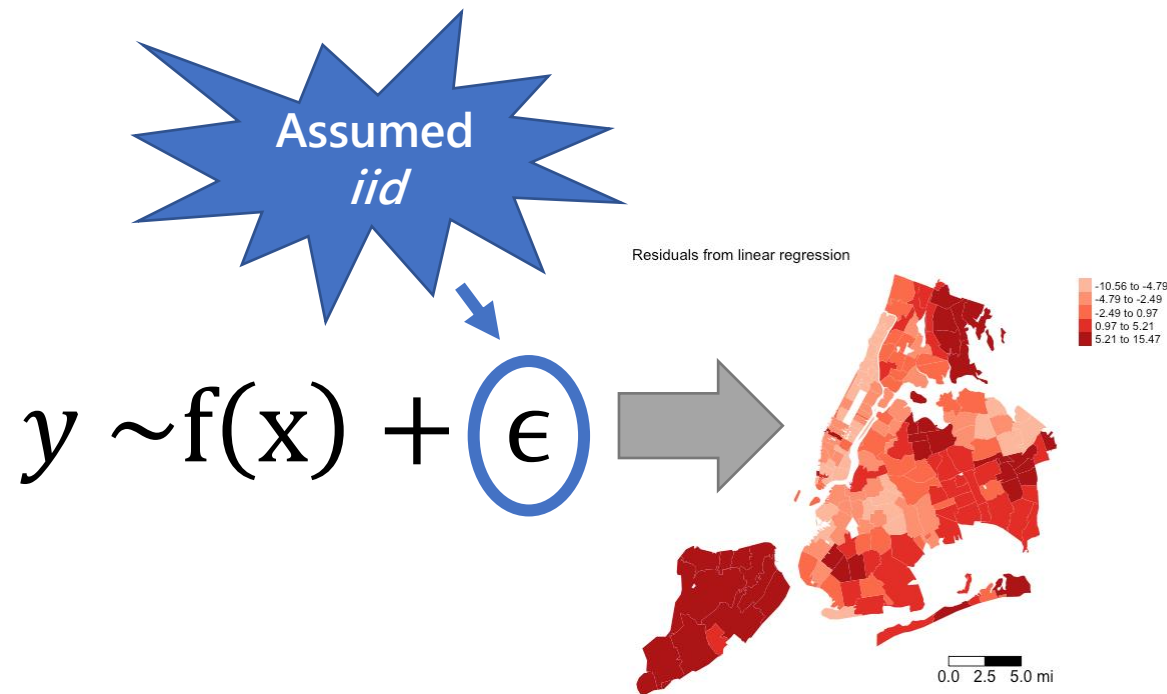 Assumed
iid
Residuals from linear regression
-10.56 to -4.79
-4.79 to -2.49
-2.49 to 0.97
0.97 to 5.21
5.21 to 15.47
y ~f(x) + ϵ
0.0 2.5 5.0 mi